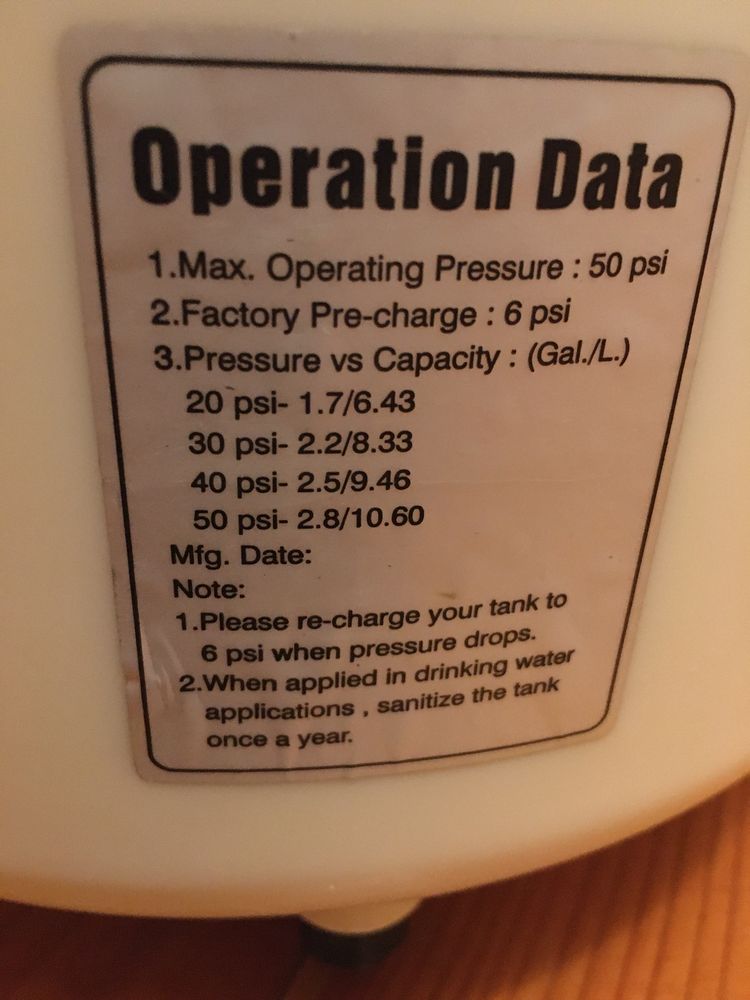 Operation Data
1.Max. Operating Pressure : 50 psi
2.Factory Pre-charge : 6 psi
3.Pressure vs Capacity : (Gal./L.)
20 psi- 1.7/6.43
30 psi- 2.2/8.33
40 psi- 2.5/9.46
50 psi- 2.8/10.60
Mfg. Date:
Note:
1.Please re-charge your tank to
6 psi when pressure drops.
2.When applied in drinking water
applications , sanitize the tank
once a year.